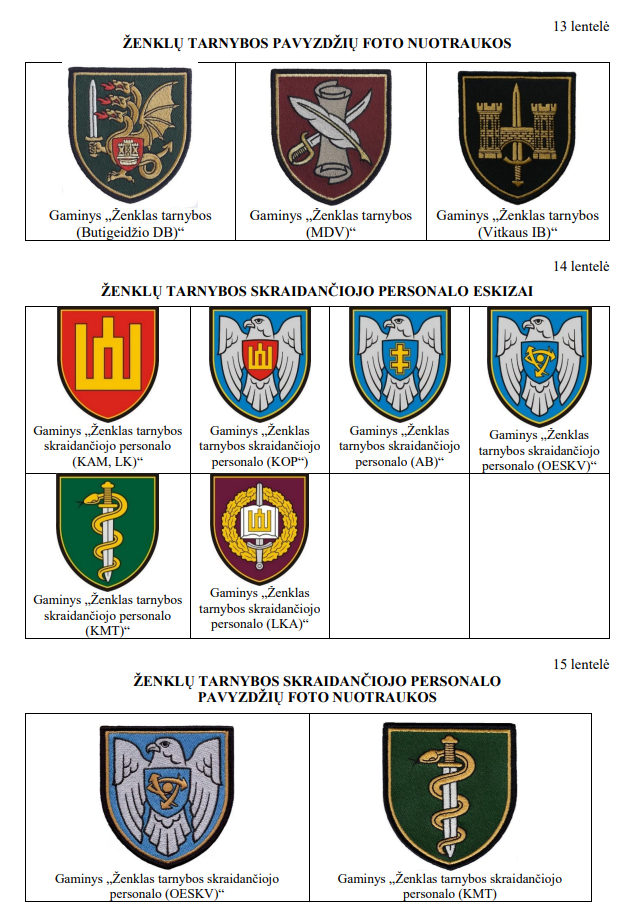 13 lentelė
ŽENKLŲ TARNYBOS PAVYZDŽIŲ FOTO NUOTRAUKOS
Gaminys „Ženklas tarnybos
(Butigeidžio DB)“
Gaminys „Ženklas tarnybos
(MDV)“
Gaminys „Ženklas tarnybos
(Vitkaus IB)“
14 lentelė
ŽENKLŲ TARNYBOS SKRAIDANČIOJO PERSONALO ESKIZAI
Gaminys „Ženklas tarnybos
skraidančiojo personalo
(KAM, LK)“
Gaminys „Ženklas
tarnybos skraidančiojo
personalo (KOP“)
Gaminys „Ženklas
tarnybos skraidančiojo
personalo (AB)“
Gaminys „Ženklas
tarnybos skraidančiojo
personalo (OESKV)“
Gaminys „Ženklas tarnybos
skraidančiojo personalo
(KMT)“
Gaminys „Ženklas
tarnybos skraidančiojo
personalo (LKA)“
15 lentelė
ŽENKLŲ TARNYBOS SKRAIDANČIOJO PERSONALO
PAVYZDŽIŲ FOTO NUOTRAUKOS
Gaminys „Ženklas tarnybos skraidančiojo
personalo (OESKV)“
Gaminys „Ženklas tarnybos skraidančiojo
personalo (KMT)